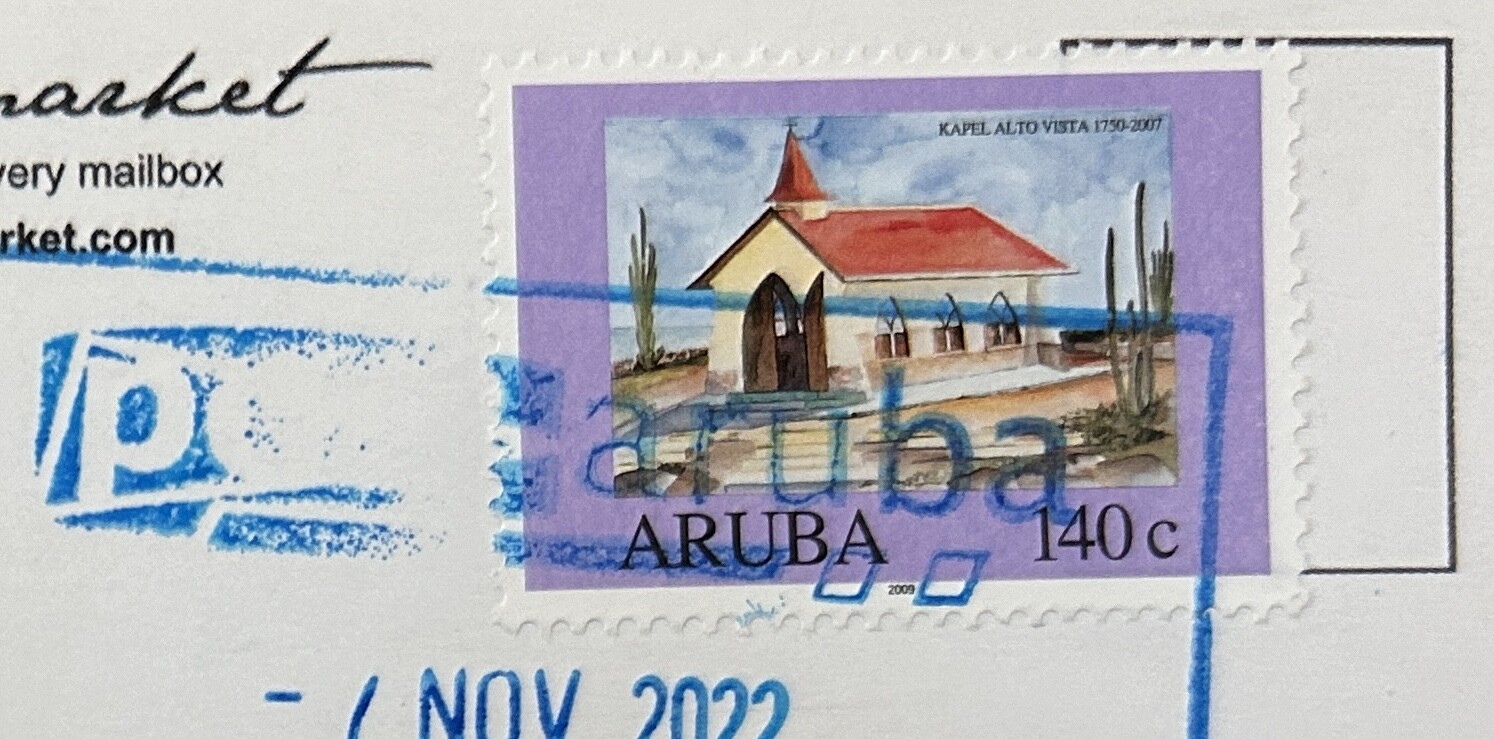 market
very mailbox
rket.com
KAPEL ALTO VISTA 1750-2007
p
aruba
ARUBA 140 c
2009
NOV 2022